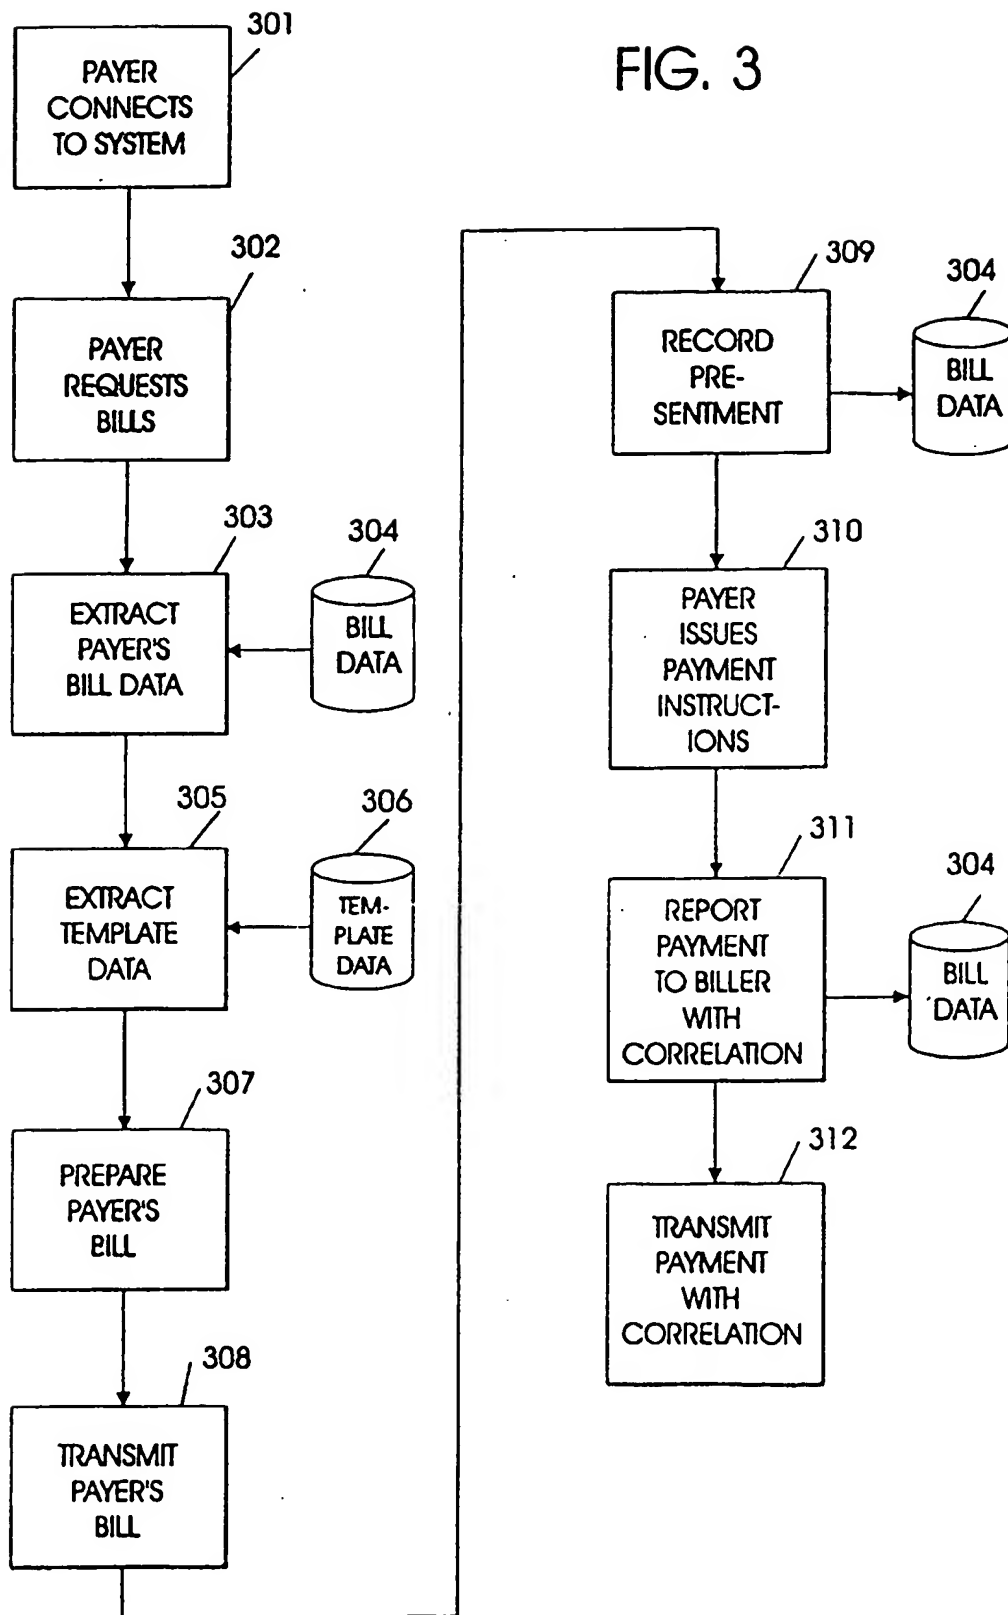 FIG. 3
301
PAYER
CONNECTS
TO SYSTEM
302
PAYER
REQUESTS
BILLS
303
EXTRACT
PAYER'S
BILL DATA
304
BILL
DATA
305
EXTRACT
TEMPLATE
DATA
306
TEM-
PLATE
DATA
307
PREPARE
PAYER'S
BILL
308
TRANSMIT
PAYER'S
BILL
309
RECORD
PRE-
SENTMENT
304
BILL
DATA
310
PAYER
ISSUES
PAYMENT
INSTRUCT-
IONS
311
REPORT
PAYMENT
TO BILLER
WITH
CORRELATION
304
BILL
DATA
312
TRANSMIT
PAYMENT
WITH
CORRELATION